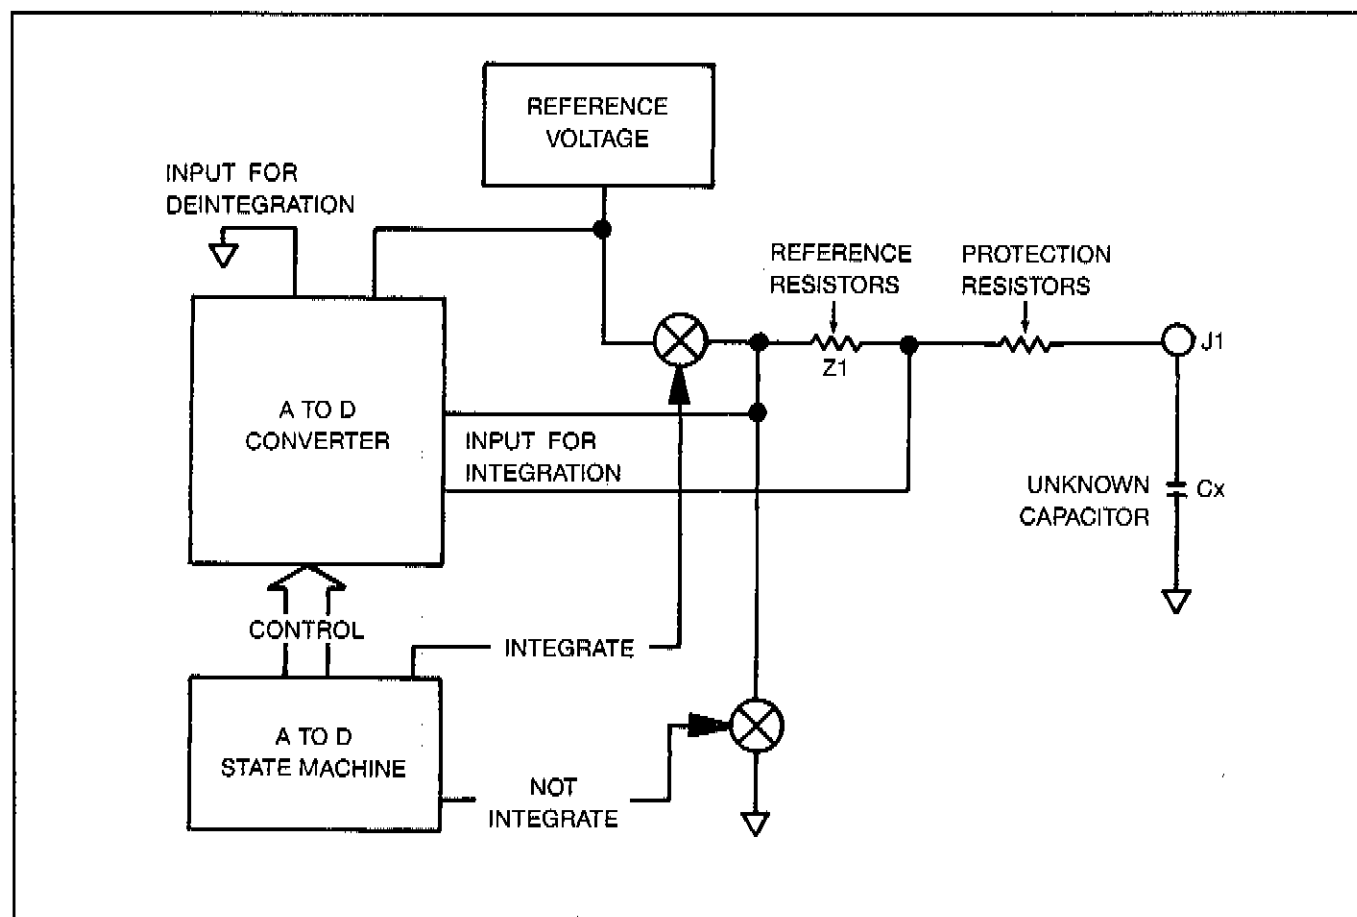 REFERENCE
VOLTAGE
INPUT FOR
DEINTEGRATION
REFERENCE
RESISTORS
PROTECTION
RESISTORS
J1
Z1
A TO D
CONVERTER
INPUT FOR
INTEGRATION
UNKNOWN
CAPACITOR
Cx
CONTROL
INTEGRATE
A TO D
STATE MACHINE
NOT
INTEGRATE